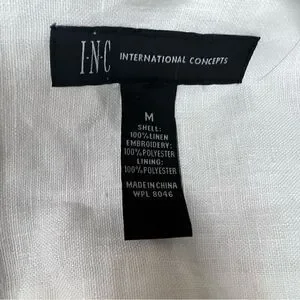 I·N·C INTERNATIONAL CONCEPTS
M
SHELL:
100%LINEN
EMBROIDERY:
100%POLYESTER
LINING:
100%POLYESTER
MADE IN CHINA
WPL 8046